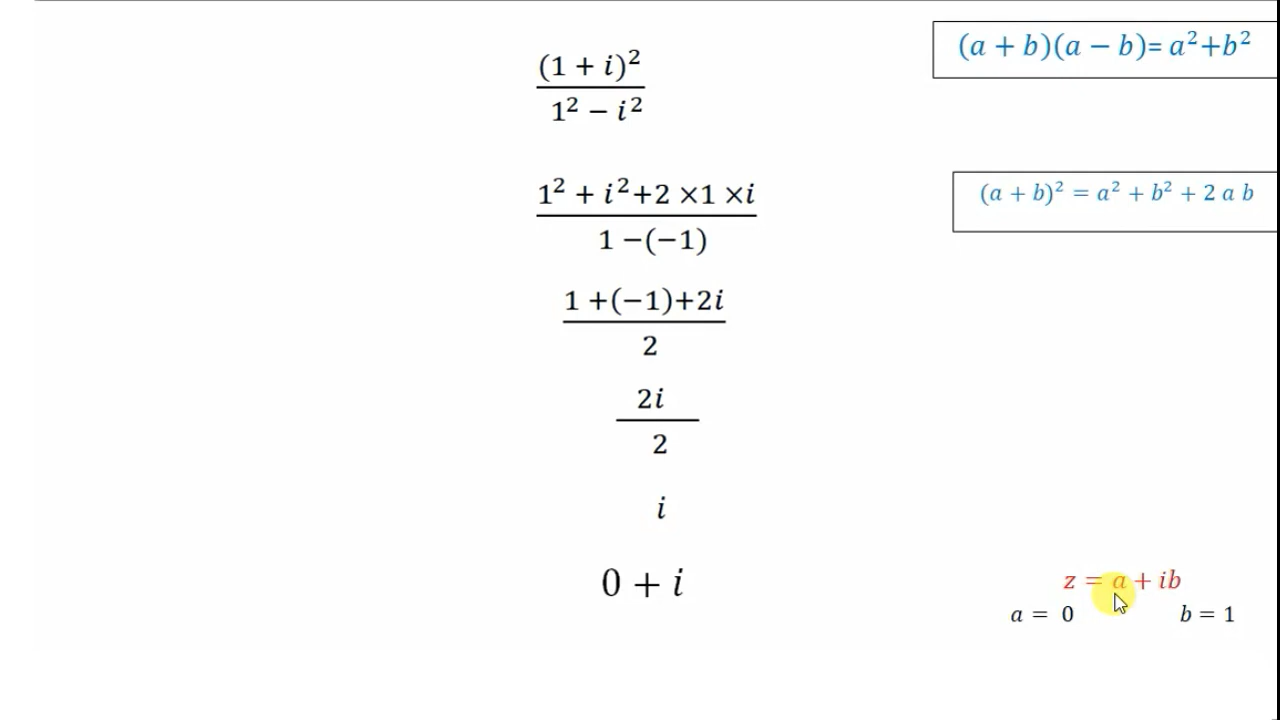 (a + b)(a − b)= a²+b²
(1 + i)²
1² − i²
1² + i²+2 ×1 ×i
1 −(−1)
(a + b)² = a² + b² + 2 a b
1 +(−1)+2i
2
2i
2
i
0 + i
z = a + ib
a = 0 b = 1